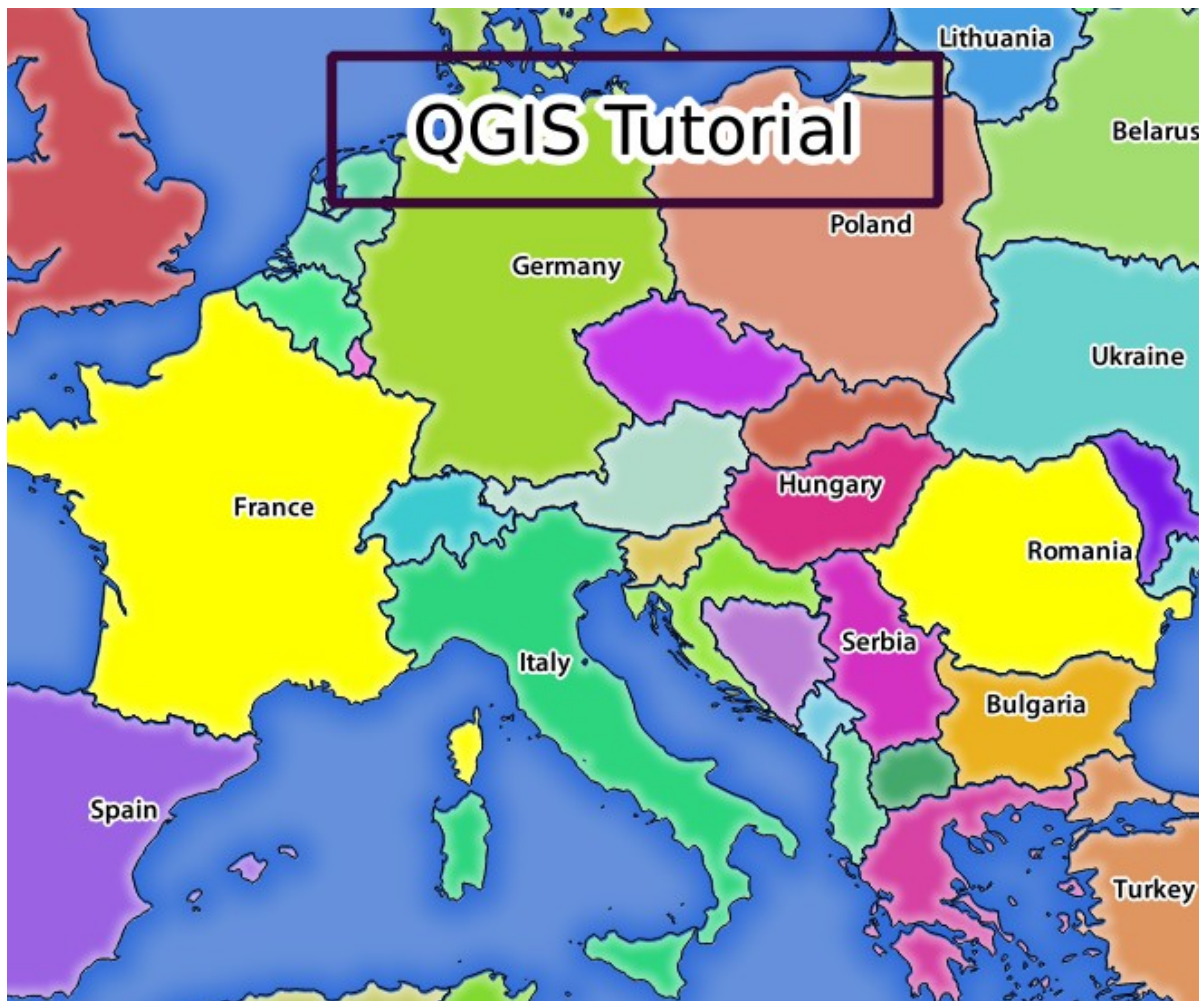 Lithuania
QGIS Tutorial
Belarus
Poland
Germany
Ukraine
Hungary
France
Romania
Serbia
Italy
Bulgaria
Spain
Turkey